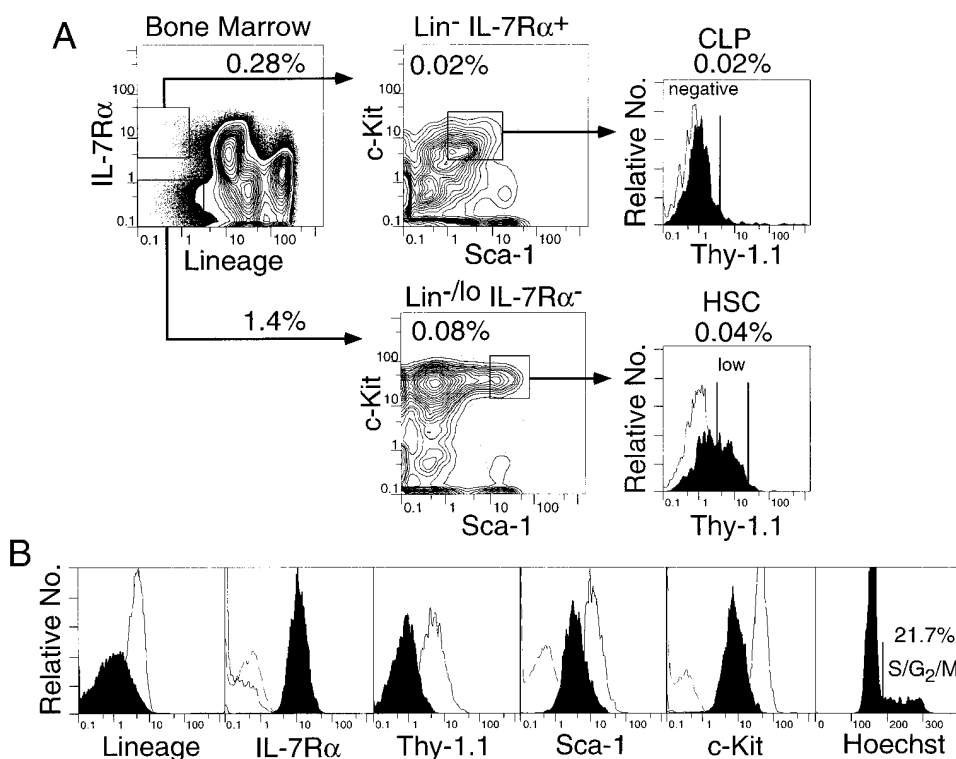 A
Bone Marrow
0.28%
IL-7Rα
100
10
1
0.1
0.1 1 10 100
Lineage
1.4%
Lin⁻ IL-7Rα⁺
0.02%
c-Kit
100
10
1
0.1
0.1 1 10 100
Sca-1
CLP
0.02%
negative
Relative No.
0.1 1 10 100
Thy-1.1
Lin⁻/lo IL-7Rα⁻
0.08%
c-Kit
100
10
1
0.1
0.1 1 10 100
Sca-1
HSC
0.04%
low
Relative No.
0.1 1 10 100
Thy-1.1
B
Relative No.
0.1 1 10 100
Lineage
0.1 1 10 100
IL-7Rα
0.1 1 10 100
Thy-1.1
0.1 1 10 100
Sca-1
0.1 1 10 100
c-Kit
21.7%
S/G₂/M
0 100 200 300
Hoechst